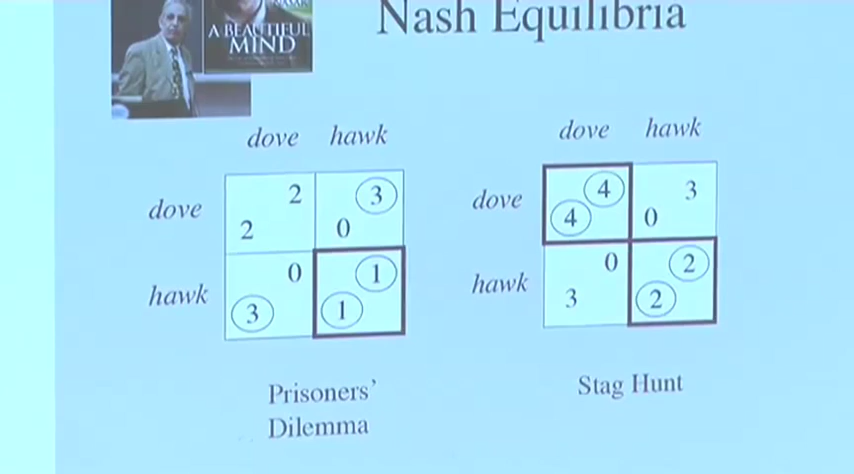 A BEAUTIFUL
MIND
Nash Equilibria
dove hawk
dove 2 3
2 0
hawk 0 1
3 1
Prisoners'
Dilemma
dove hawk
dove 4 3
4 0
hawk 0 2
3 2
Stag Hunt